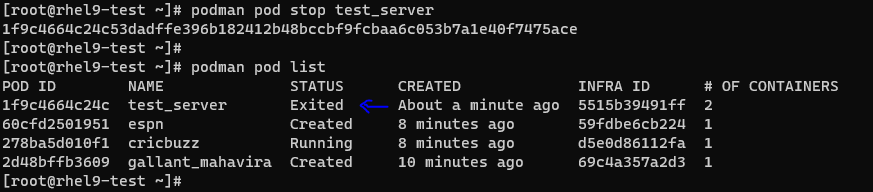 [root@rhel9-test ~]# podman pod stop test_server
1f9c4664c24c53dadffe396b182412b48bccbf9fcbaa6c053b7a1e40f7475ace
[root@rhel9-test ~]#
[root@rhel9-test ~]# podman pod list
POD ID        NAME              STATUS      CREATED             INFRA ID      # OF CONTAINERS
1f9c4664c24c  test_server       Exited      About a minute ago  5515b39491ff  2
60cfd2501951  espn              Created     8 minutes ago       59fdbe6cb224  1
278ba5d010f1  cricbuzz          Running     8 minutes ago       d5e0d86112fa  1
2d48bffb3609  gallant_mahavira  Created     10 minutes ago      69c4a357a2d3  1
[root@rhel9-test ~]#